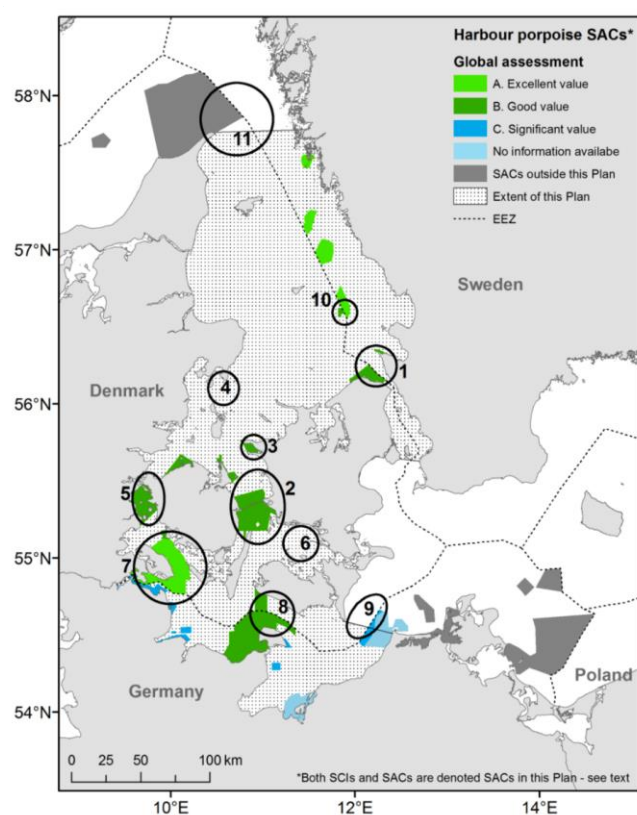 Harbour porpoise SACs*
Global assessment
A. Excellent value
B. Good value
C. Significant value
No information availabe
SACs outside this Plan
Extent of this Plan
EEZ
58°N
57°N
56°N
55°N
54°N
11
10
Sweden
1
Denmark
4
3
5
2
6
7
8
9
Poland
Germany
0 25 50 100 km
*Both SCIs and SACs are denoted SACs in this Plan - see text
10°E 12°E 14°E